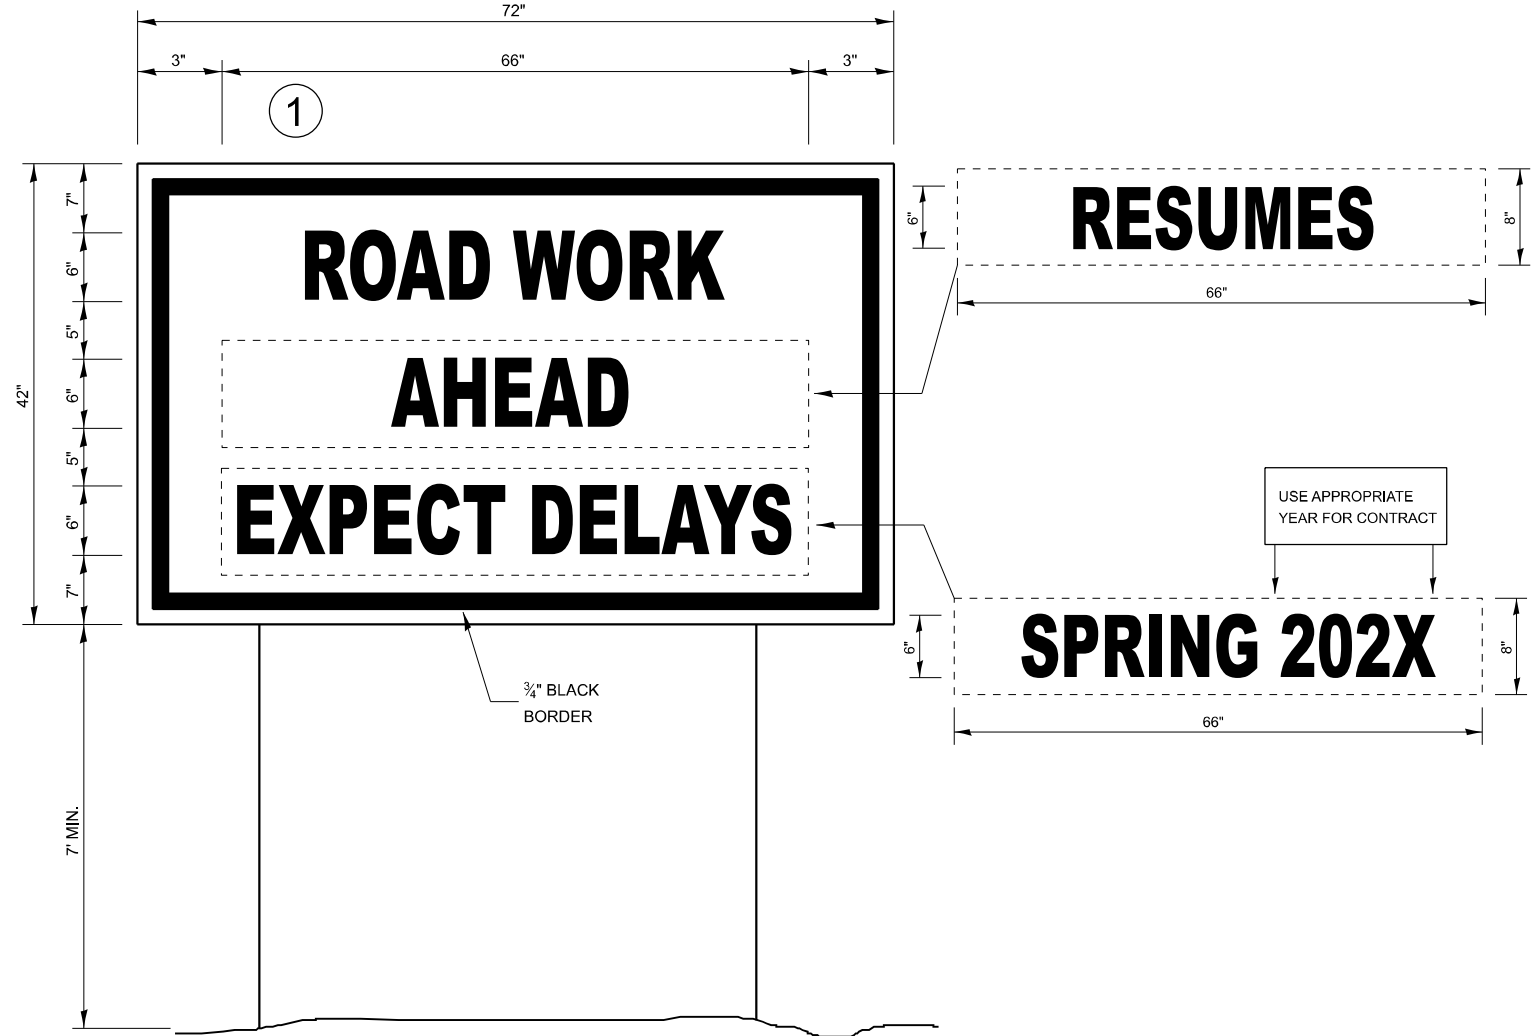 72"
3"
66"
3"
1
42"
7"
6"
5"
6"
5"
6"
7"
ROAD WORK
AHEAD
EXPECT DELAYS
6"
RESUMES
8"
66"
USE APPROPRIATE
YEAR FOR CONTRACT
6"
SPRING 202X
8"
66"
¾" BLACK
BORDER
7' MIN.